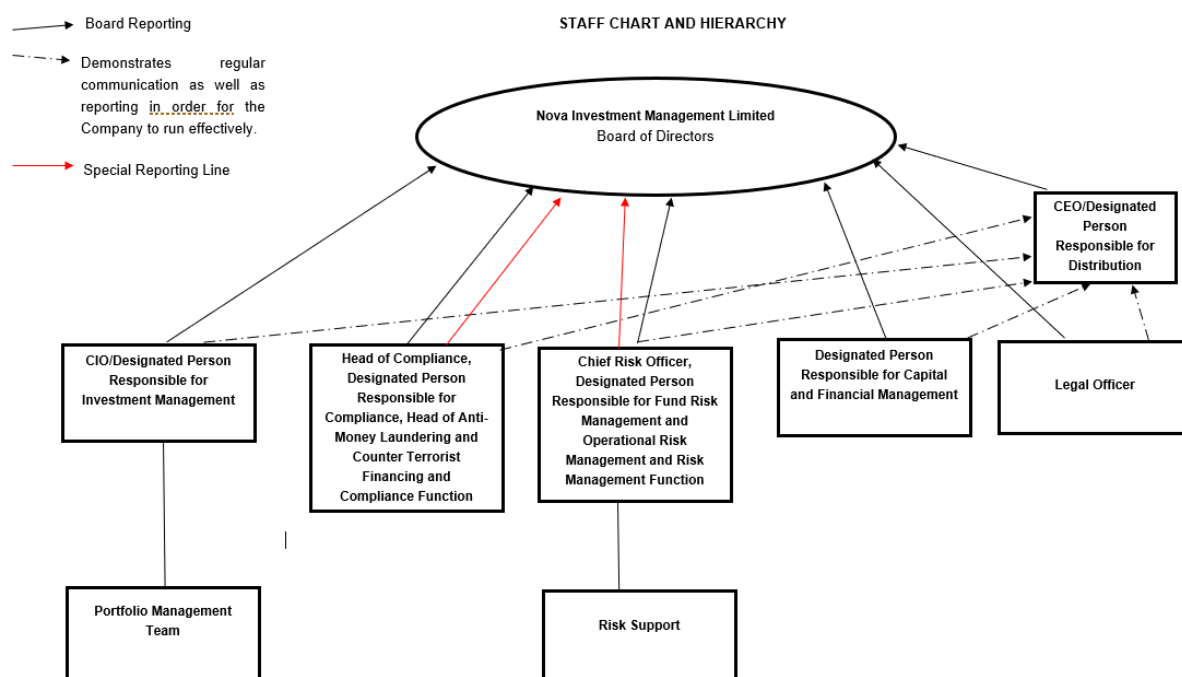 Board Reporting
Demonstrates regular
communication as well as
reporting in order for the
Company to run effectively.
Special Reporting Line
STAFF CHART AND HIERARCHY
Nova Investment Management Limited
Board of Directors
CEO/Designated
Person
Responsible for
Distribution
CIO/Designated Person
Responsible for
Investment Management
Head of Compliance,
Designated Person
Responsible for
Compliance, Head of Anti-
Money Laundering and
Counter Terrorist
Financing and
Compliance Function
Chief Risk Officer,
Designated Person
Responsible for Fund Risk
Management and
Operational Risk
Management and Risk
Management Function
Designated Person
Responsible for Capital
and Financial Management
Legal Officer
Portfolio Management
Team
Risk Support